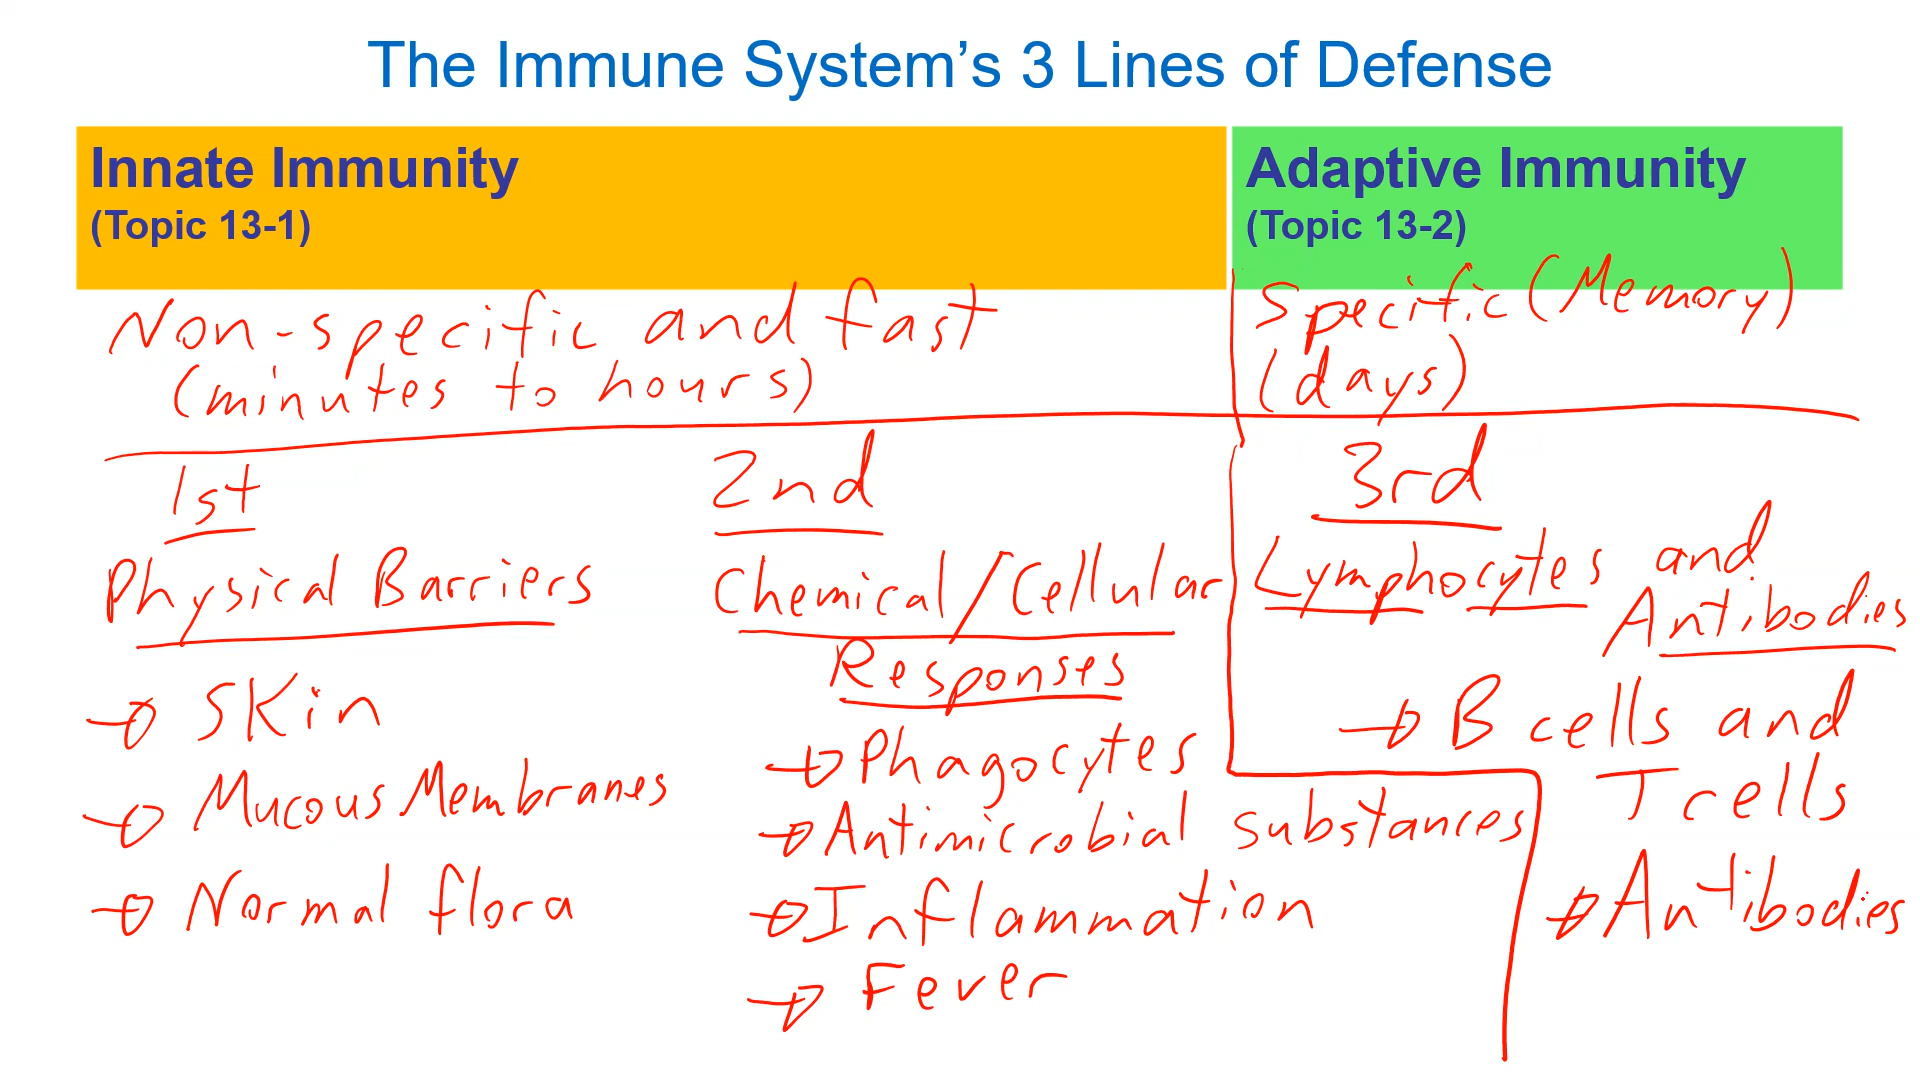 The Immune System’s 3 Lines of Defense
Innate Immunity
(Topic 13-1)
Non-specific and fast
(minutes to hours)
1st
Physical Barriers
Skin
Mucous Membranes
Normal flora
2nd
Chemical/Cellular
Responses
Phagocytes
Antimicrobial substances
Inflammation
Fever
Adaptive Immunity
(Topic 13-2)
Specific (Memory)
(days)
3rd
Lymphocytes and
Antibodies
B cells and
T cells
Antibodies